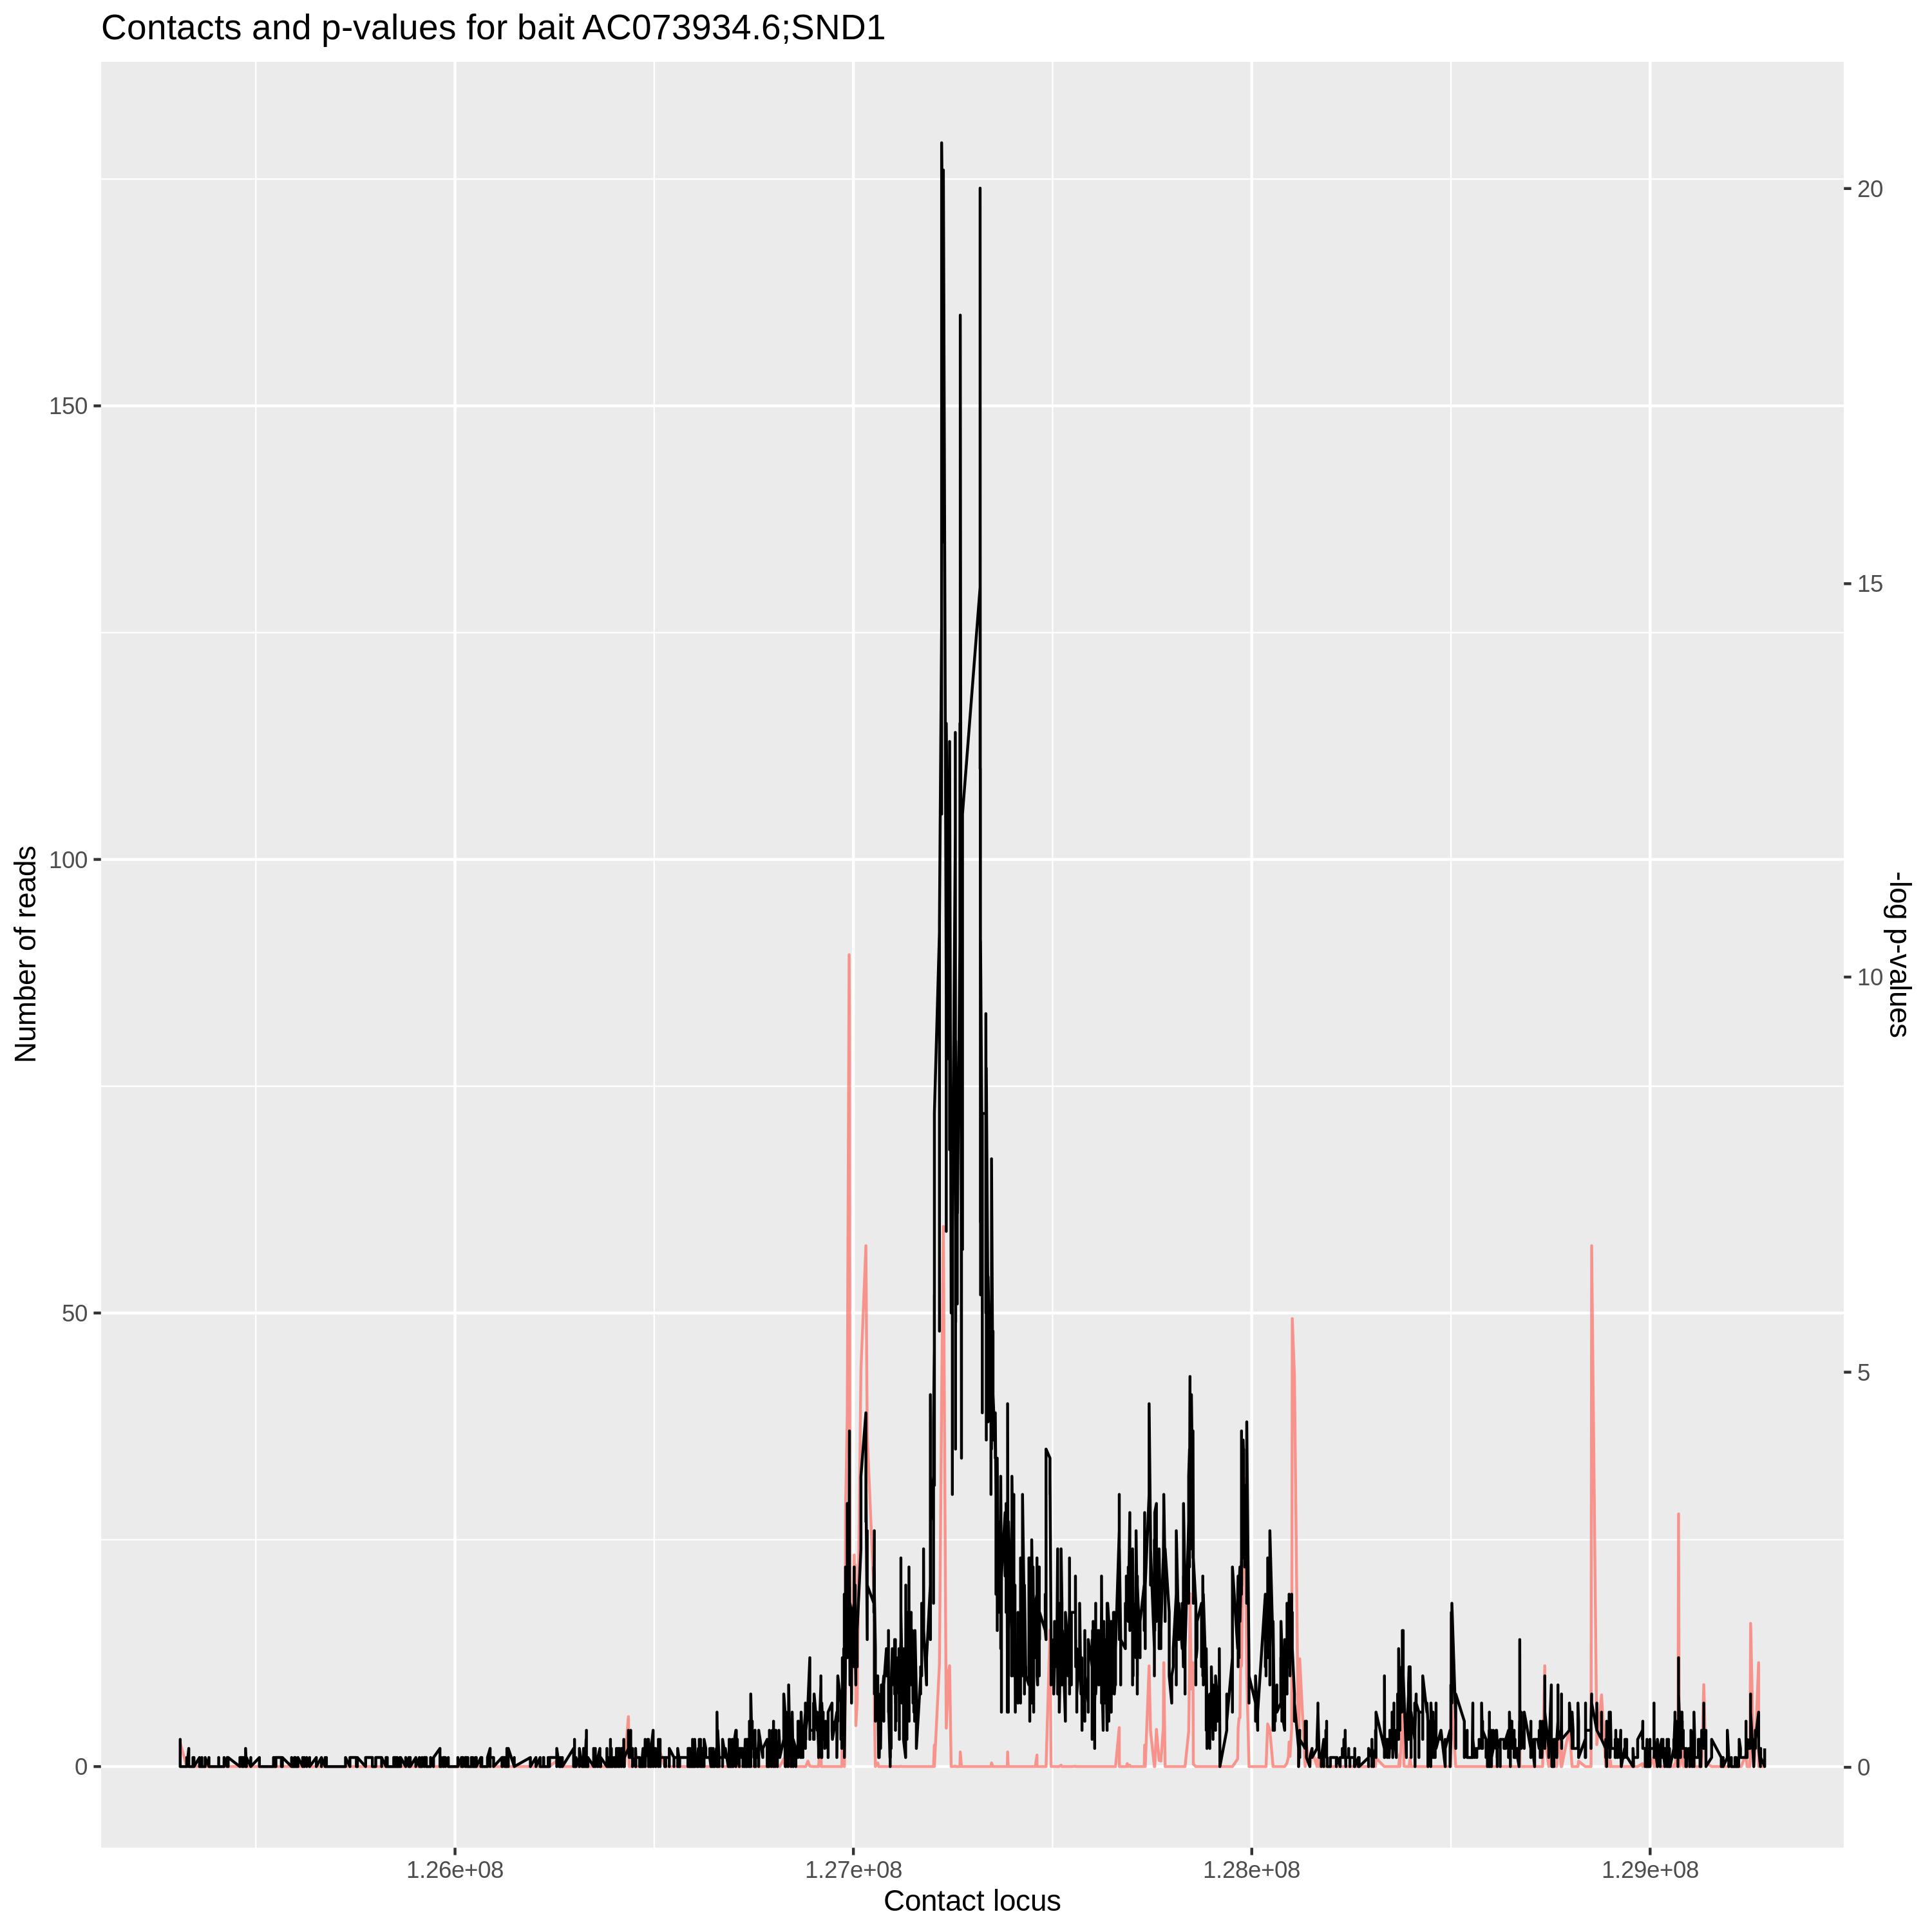 Contacts and p-values for bait AC073934.6;SND1
Number of reads
150
100
50
0
20
15
10
5
0
-log p-values
1.26e+08 1.27e+08 1.28e+08 1.29e+08
Contact locus